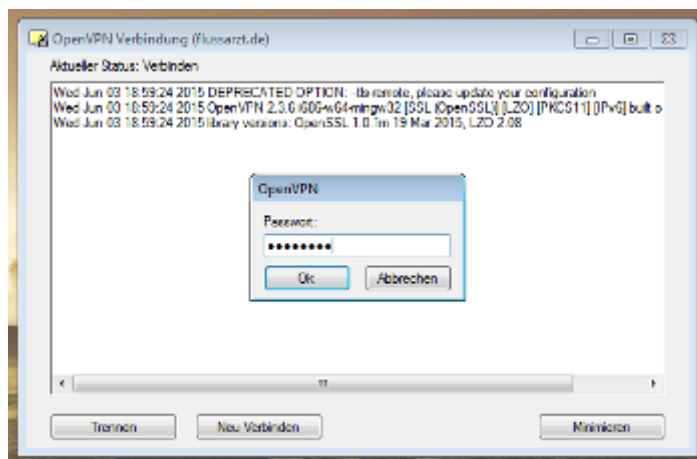 OpenVPN Verbindung (flussarzt.de)
Aktueller Status: Verbinden
Wed Jun 03 18:59:24 2015 DEPRECATED OPTION: --tls-remote, please update your configuration
Wed Jun 03 18:59:24 2015 OpenVPN 2.3.6 i686-w64-mingw32 [SSL (OpenSSL)] [LZO] [PKCS11] [IPv6] built o
Wed Jun 03 18:59:24 2015 library versions: OpenSSL 1.0.1m 19 Mar 2015, LZO 2.08
OpenVPN
Passwort:
Ok
Abbrechen
Trennen
Neu Verbinden
Minimieren